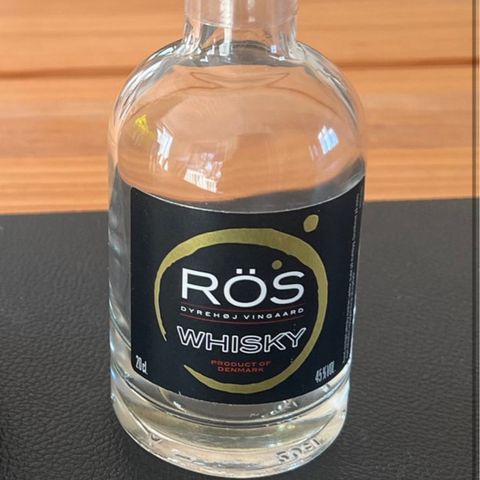 RÖS
DYREHØJ VINGAARD
WHISKY
PRODUCT OF
DENMARK
20 cl
45% VOL.